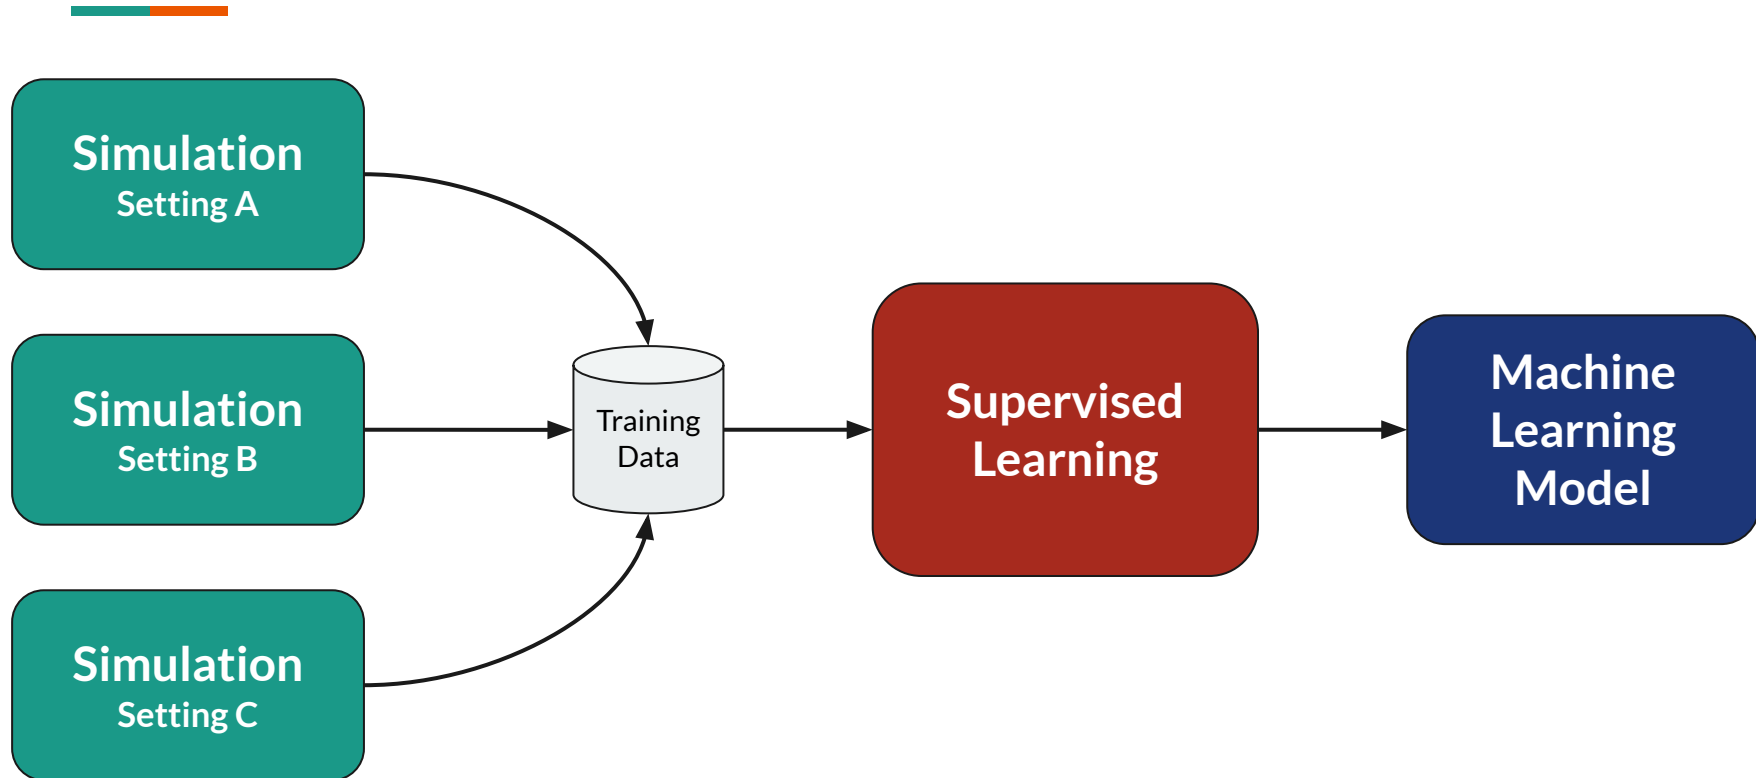 Simulation
Setting A
Simulation
Setting B
Simulation
Setting C
Training
Data
Supervised
Learning
Machine
Learning
Model